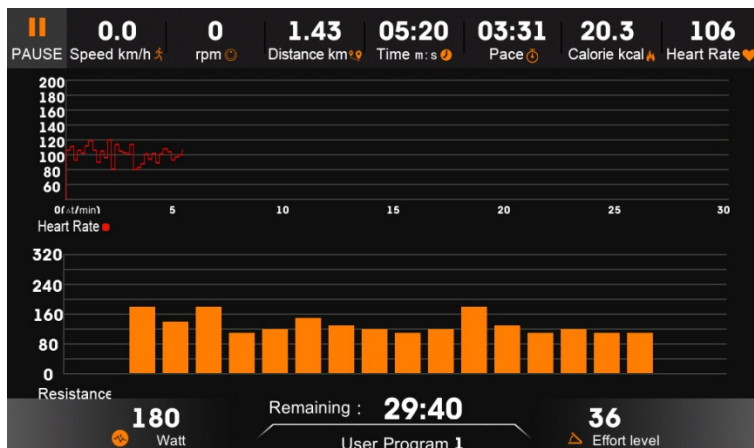 0.0 0 1.43 05:20 03:31 20.3 106
PAUSE Speed km/h rpm Distance km Time m:s Pace Calorie kcal Heart Rate
200
180
160
140
120
100
80
60
0(△t/min) 5 10 15 20 25 30
Heart Rate
320
240
160
80
0
Resistance
180 Remaining : 29:40 36
Watt User Program 1 Effort level